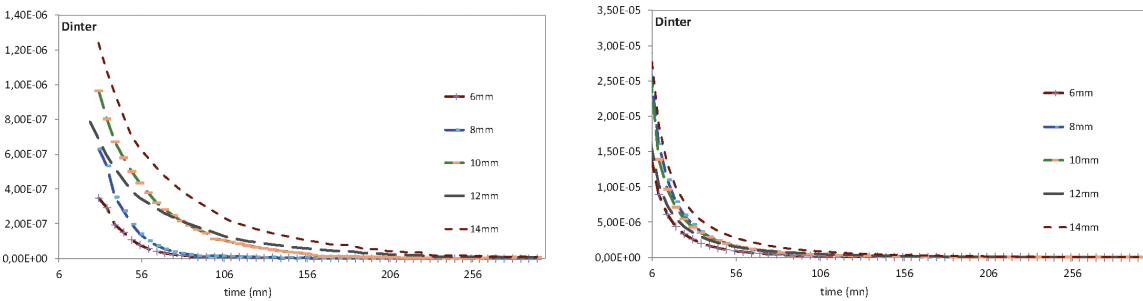 Dinter
1,40E-06
1,20E-06
1,00E-06
8,00E-07
6,00E-07
4,00E-07
2,00E-07
0,00E+00
6 56 106 156 206 256
time (mn)
6mm
8mm
10mm
12mm
14mm
Dinter
3,50E-05
3,00E-05
2,50E-05
2,00E-05
1,50E-05
1,00E-05
5,00E-06
0,00E+00
6 56 106 156 206 256
time (mn)
6mm
8mm
10mm
12mm
14mm